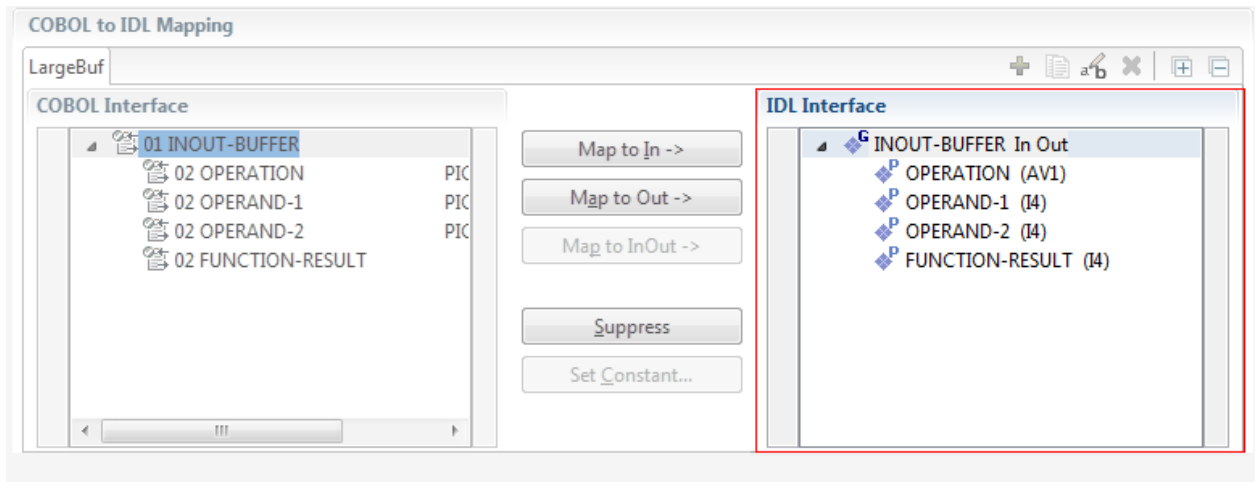 COBOL to IDL Mapping
LargeBuf
COBOL Interface
01 INOUT-BUFFER
02 OPERATION PIC
02 OPERAND-1 PIC
02 OPERAND-2 PIC
02 FUNCTION-RESULT
Map to In ->
Map to Out ->
Map to InOut ->
Suppress
Set Constant...
IDL Interface
INOUT-BUFFER In Out
OPERATION (AV1)
OPERAND-1 (I4)
OPERAND-2 (I4)
FUNCTION-RESULT (I4)